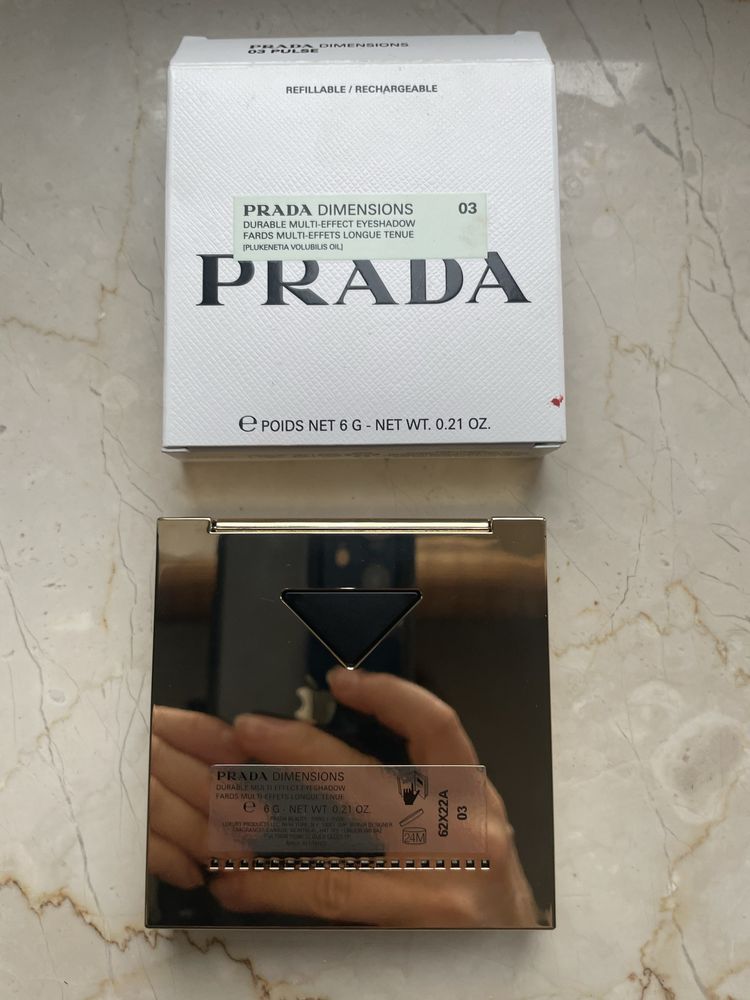 PRADA DIMENSIONS
03 PULSE
REFILLABLE / RECHARGEABLE
PRADA DIMENSIONS 03
DURABLE MULTI-EFFECT EYESHADOW
FARDS MULTI-EFFETS LONGUE TENUE
[PLUKENETIA VOLUBILIS OIL]
PRADA
℮ POIDS NET 6 G - NET WT. 0.21 OZ.
PRADA DIMENSIONS
DURABLE MULTI-EFFECT EYESHADOW
FARDS MULTI-EFFETS LONGUE TENUE
℮ 6 G - NET WT. 0.21 OZ.
24M
62X22A
03